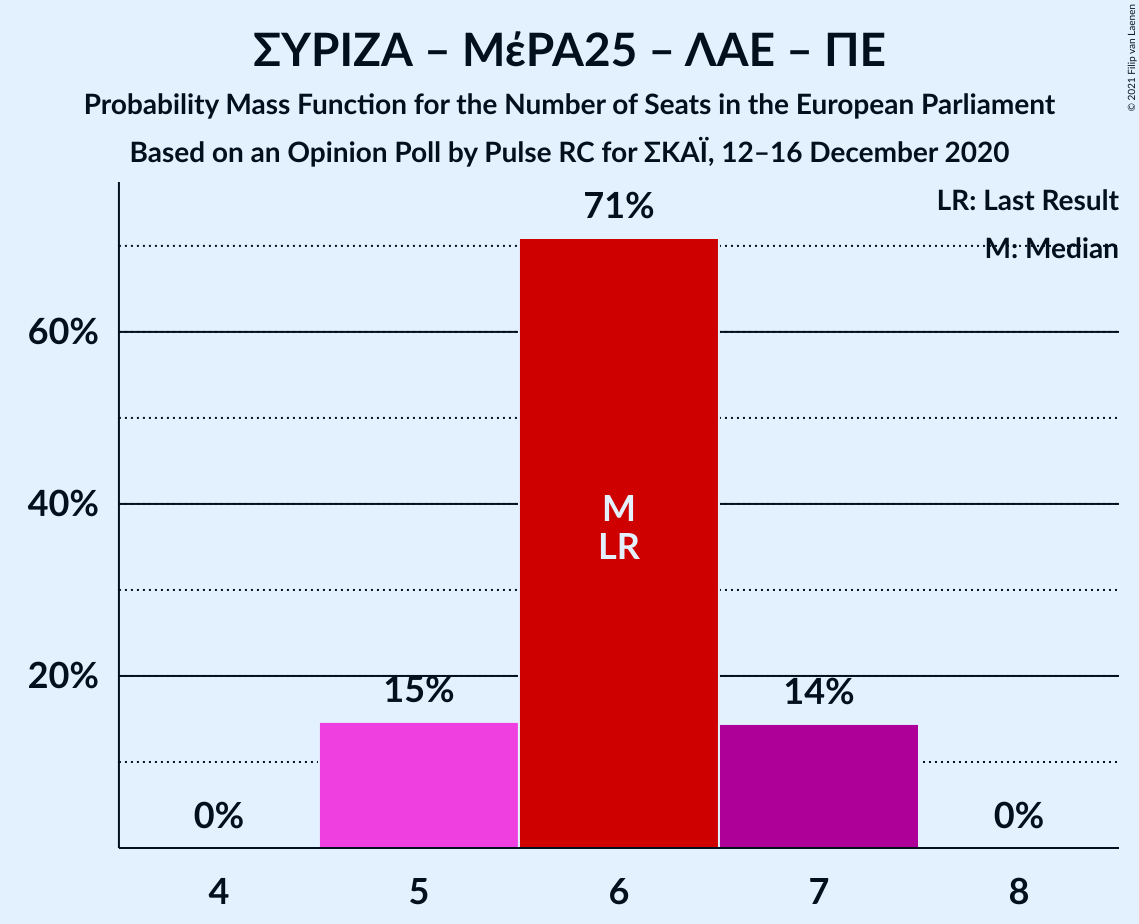 ΣΥΡΙΖΑ – ΜέΡΑ25 – ΛΑΕ – ΠΕ
Probability Mass Function for the Number of Seats in the European Parliament
Based on an Opinion Poll by Pulse RC for ΣΚΑΪ, 12–16 December 2020
© 2021 Filip van Laenen
LR: Last Result
M: Median
71%
60%
40%
20%
M
LR
15%
14%
0%
0%
4
5
6
7
8